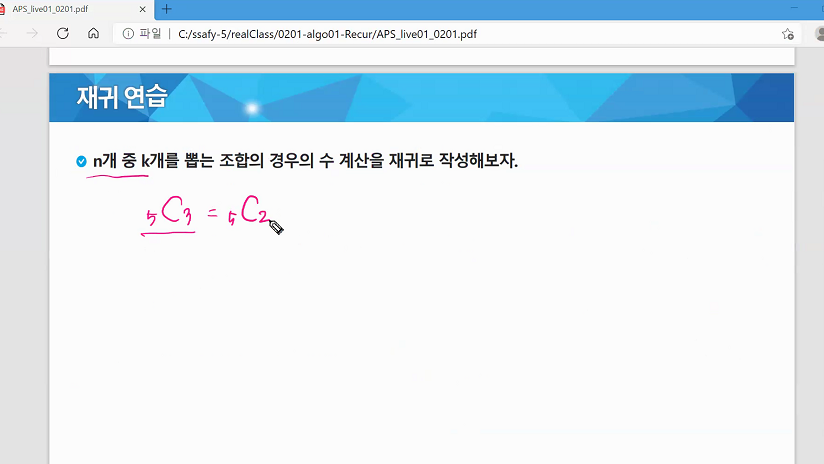 APS_live01_0201.pdf
파일 C:/ssafy-5/realClass/0201-algo01-Recur/APS_live01_0201.pdf
재귀 연습
n개 중 k개를 뽑는 조합의 경우의 수 계산을 재귀로 작성해보자.
₅C₃ = ₅C₂